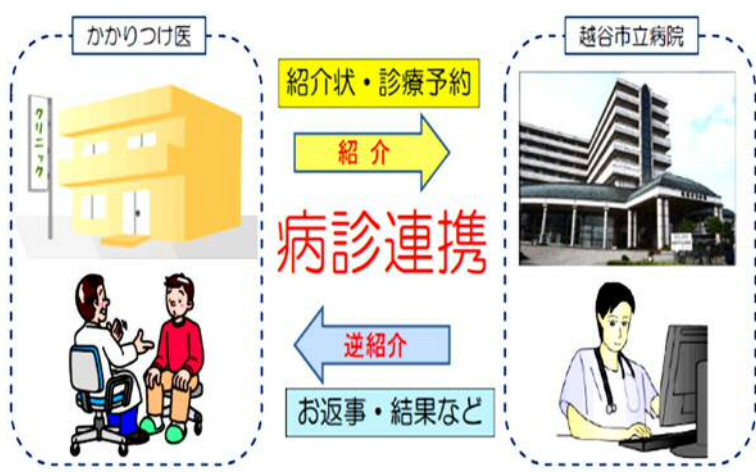 かかりつけ医
越谷市立病院
紹介状・診療予約
クリニック
紹介
病診連携
逆紹介
お返事・結果など